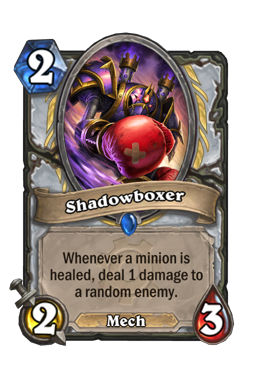 2
Shadowboxer
Whenever a minion is
healed, deal 1 damage to
a random enemy.
2
Mech
3